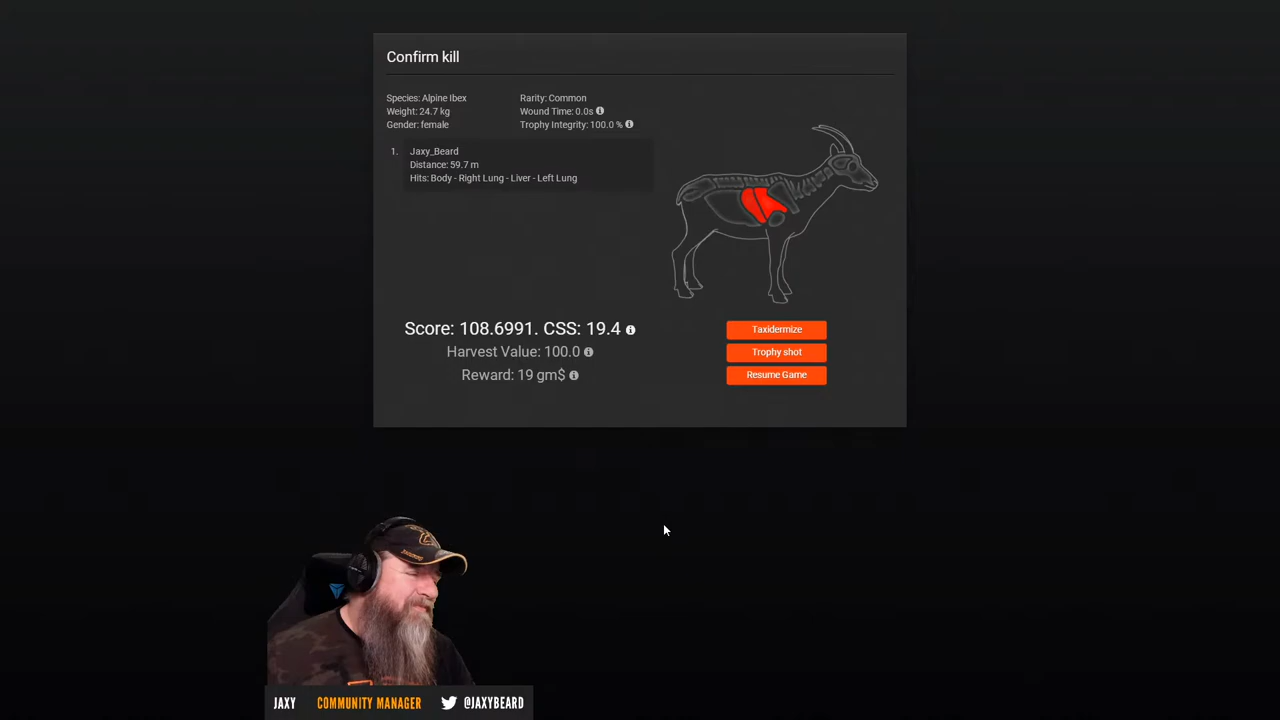 Confirm kill
Species: Alpine Ibex
Weight: 24.7 kg
Gender: female
Rarity: Common
Wound Time: 0.0s
Trophy Integrity: 100.0 %
1. Jaxy_Beard
Distance: 59.7 m
Hits: Body - Right Lung - Liver - Left Lung
Score: 108.6991. CSS: 19.4
Harvest Value: 100.0
Reward: 19 gm$
Taxidermize
Trophy shot
Resume Game
JAXY COMMUNITY MANAGER @JAXYBEARD